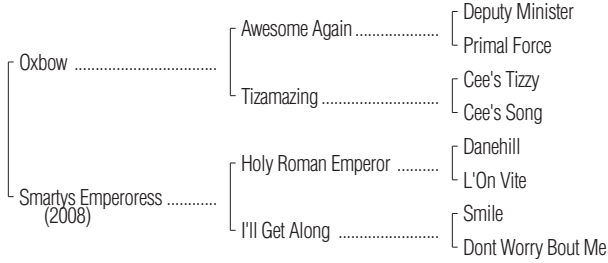 Deputy Minister
Awesome Again ..................
Primal Force
Oxbow ...............................
Cee's Tizzy
Tizamazing .........................
Cee's Song
Danehill
Holy Roman Emperor .........
L'On Vite
Smartys Emperoress ...........
(2008)
Smile
I'll Get Along ......................
Dont Worry Bout Me